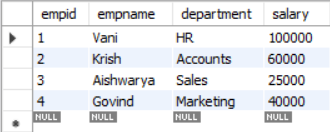 empid empname department salary
1 Vani HR 100000
2 Krish Accounts 60000
3 Aishwarya Sales 25000
4 Govind Marketing 40000
NULL NULL NULL NULL